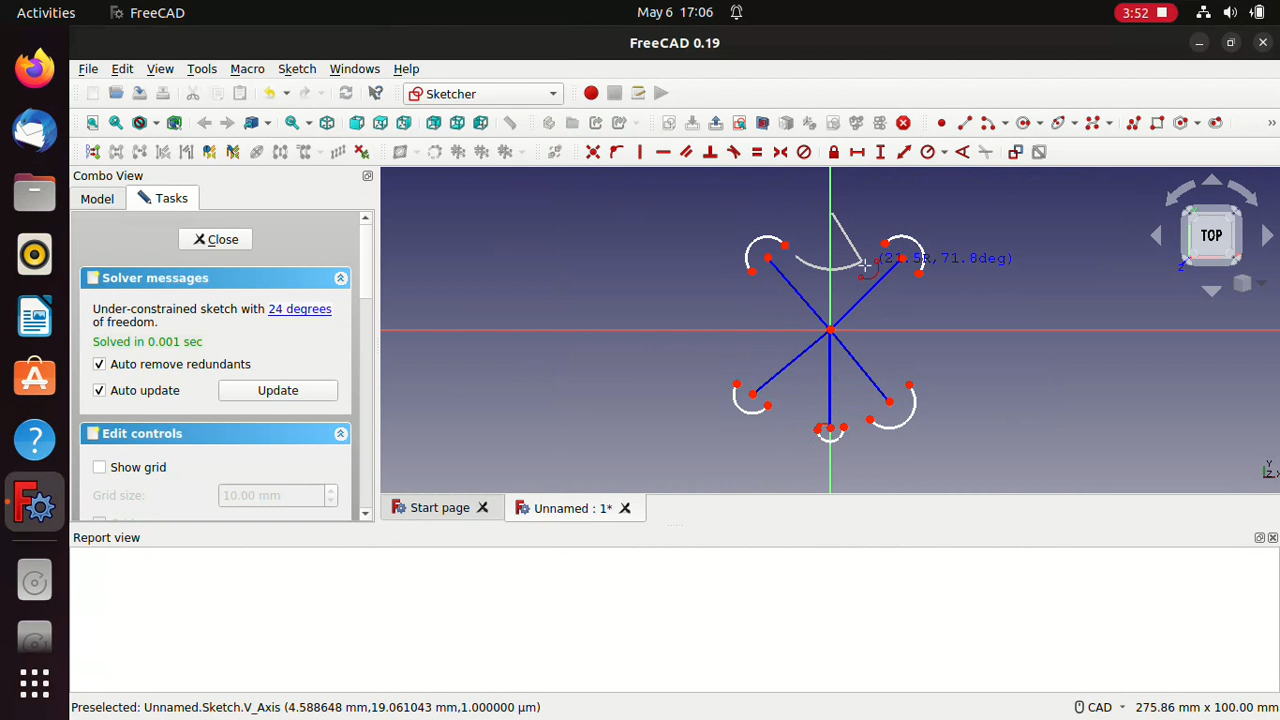 Activities
FreeCAD
May 6 17:06
3:52
FreeCAD 0.19
File Edit View Tools Macro Sketch Windows Help
Sketcher
»
Combo View
Model
Tasks
Close
Solver messages
Under-constrained sketch with 24 degrees
of freedom.
Solved in 0.001 sec
Auto remove redundants
Auto update
Update
Edit controls
Show grid
Grid size:
10.00 mm
(21.5R,71.8deg)
TOP
Z
Y
Z X
Start page
Unnamed : 1*
Report view
Preselected: Unnamed.Sketch.V_Axis (4.588648 mm,19.061043 mm,1.000000 µm)
CAD
275.86 mm x 100.00 mm